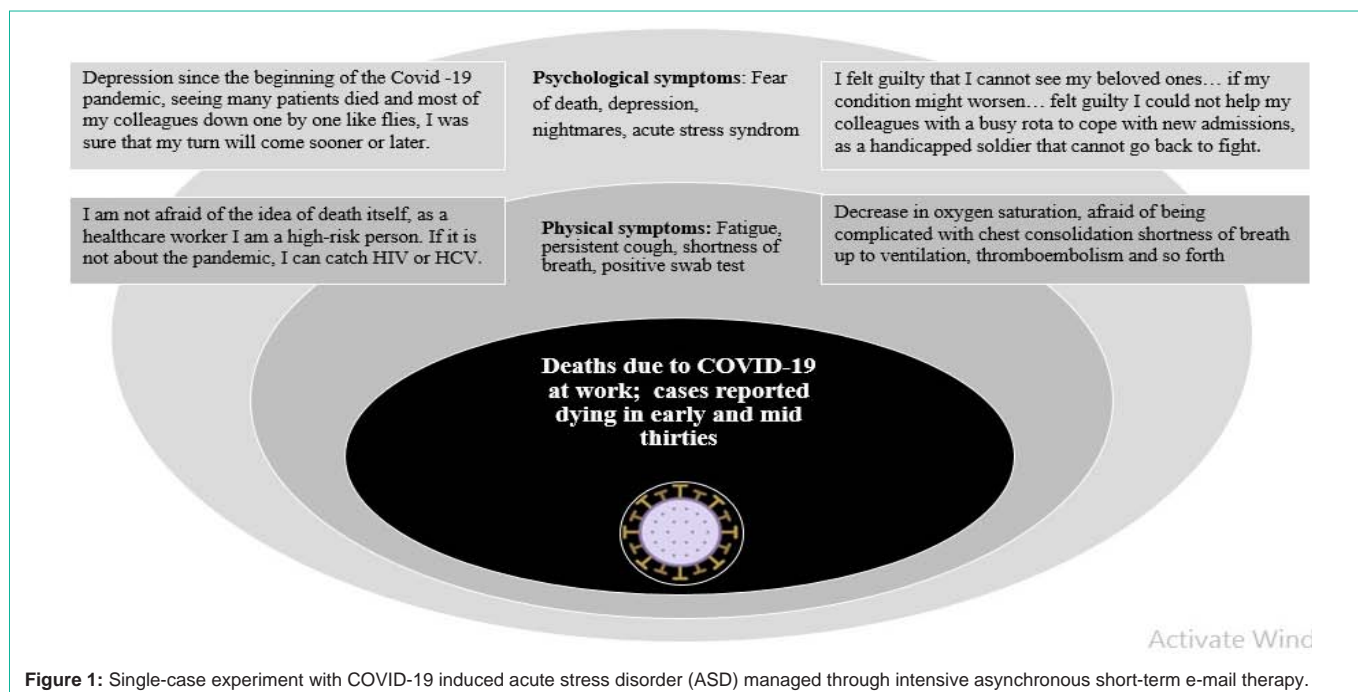 Depression since the beginning of the Covid -19
pandemic, seeing many patients died and most of
my colleagues down one by one like flies, I was
sure that my turn will come sooner or later.
Psychological symptoms: Fear
of death, depression,
nightmares, acute stress syndrom
I felt guilty that I cannot see my beloved ones… if my
condition might worsen… felt guilty I could not help my
colleagues with a busy rota to cope with new admissions,
as a handicapped soldier that cannot go back to fight.
I am not afraid of the idea of death itself, as a
healthcare worker I am a high-risk person. If it is
not about the pandemic, I can catch HIV or HCV.
Physical symptoms: Fatigue,
persistent cough, shortness of
breath, positive swab test
Decrease in oxygen saturation, afraid of being
complicated with chest consolidation shortness of breath
up to ventilation, thromboembolism and so forth
Deaths due to COVID-19
at work; cases reported
dying in early and mid
thirties
Activate Wind
Figure 1: Single-case experiment with COVID-19 induced acute stress disorder (ASD) managed through intensive asynchronous short-term e-mail therapy.